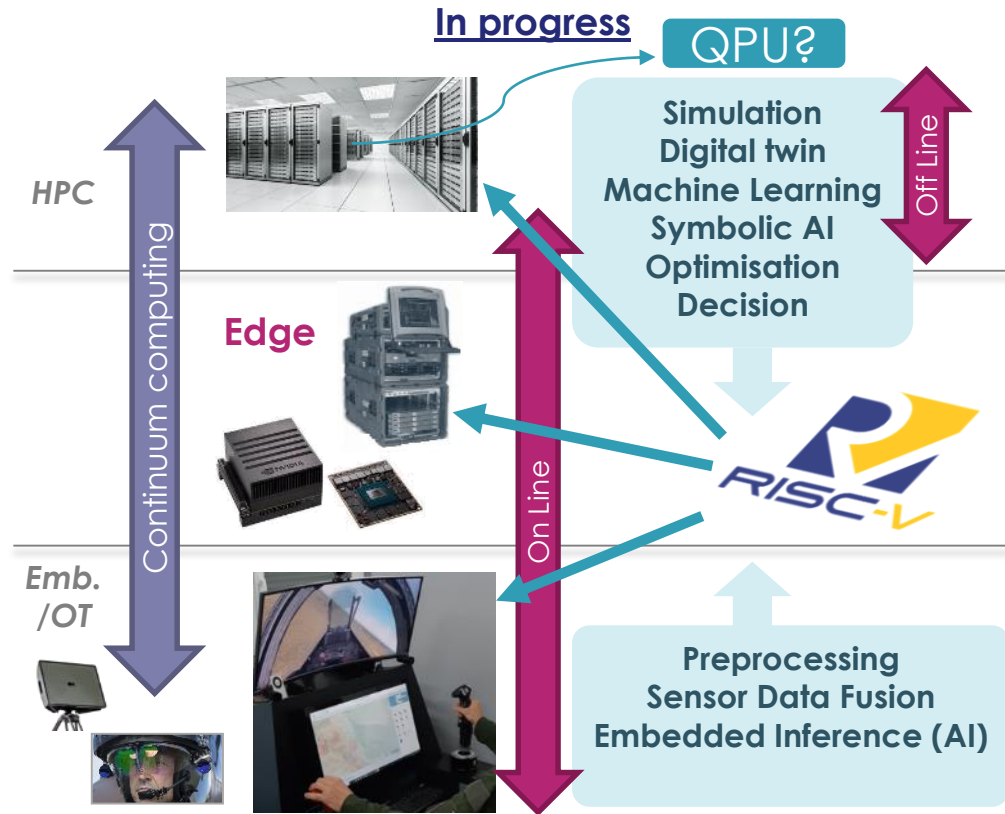 In progress
QPU?
Simulation
Digital twin
Machine Learning
Symbolic AI
Optimisation
Decision
Off Line
HPC
Continuum computing
Edge
On Line
RISC-V
Emb.
/OT
Preprocessing
Sensor Data Fusion
Embedded Inference (AI)